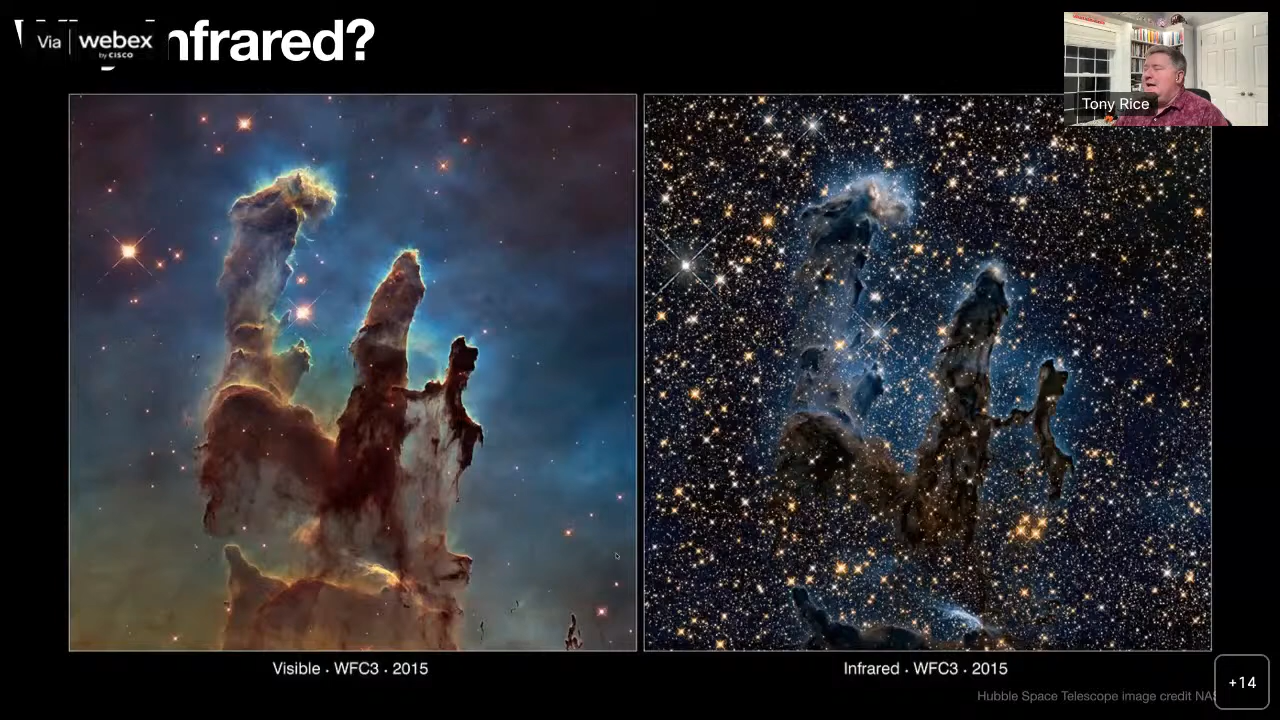 nfrared?
Via webex
by CISCO
Tony Rice
Visible · WFC3 · 2015
Infrared · WFC3 · 2015
Hubble Space Telescope image credit
+14